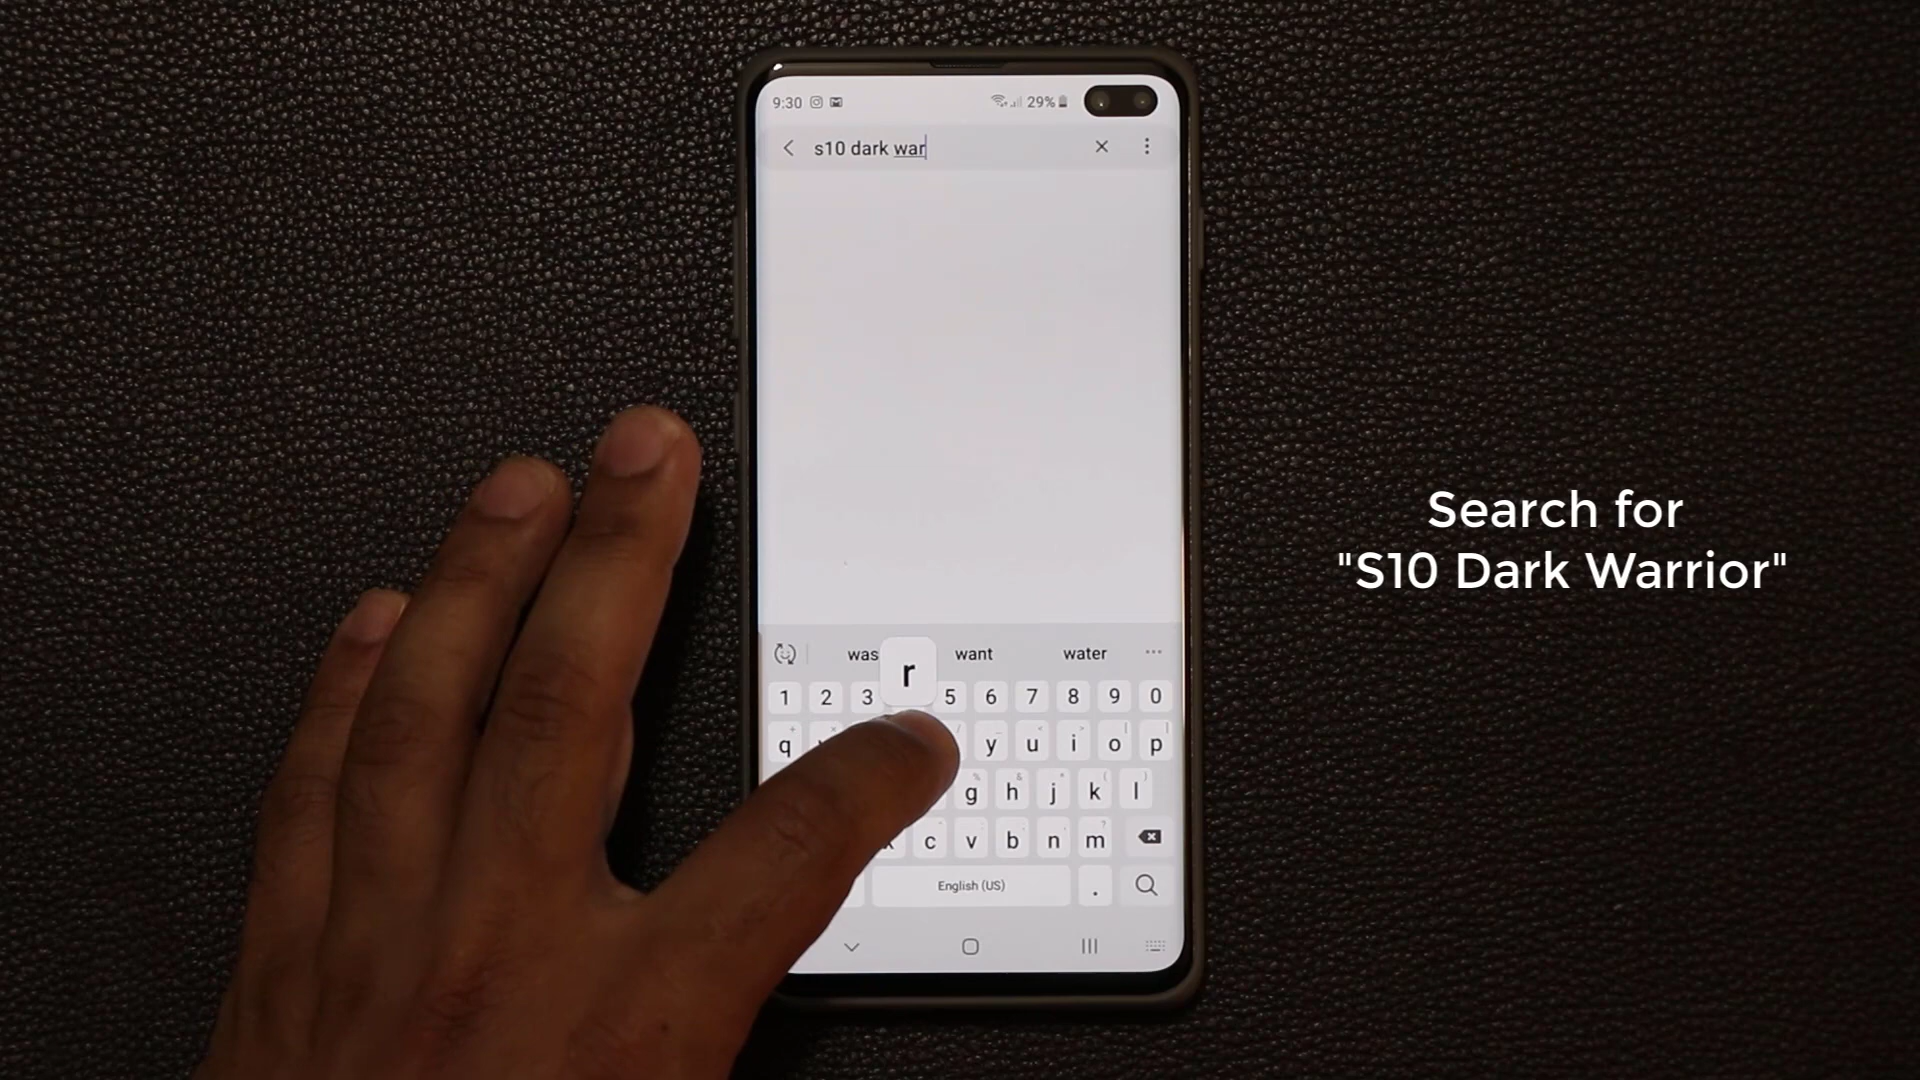 9:30 29%
s10 dark war
Search for
"S10 Dark Warrior"
was want water
r
1 2 3 5 6 7 8 9 0
q y u i o p
g h j k l
c v b n m
English (US) .